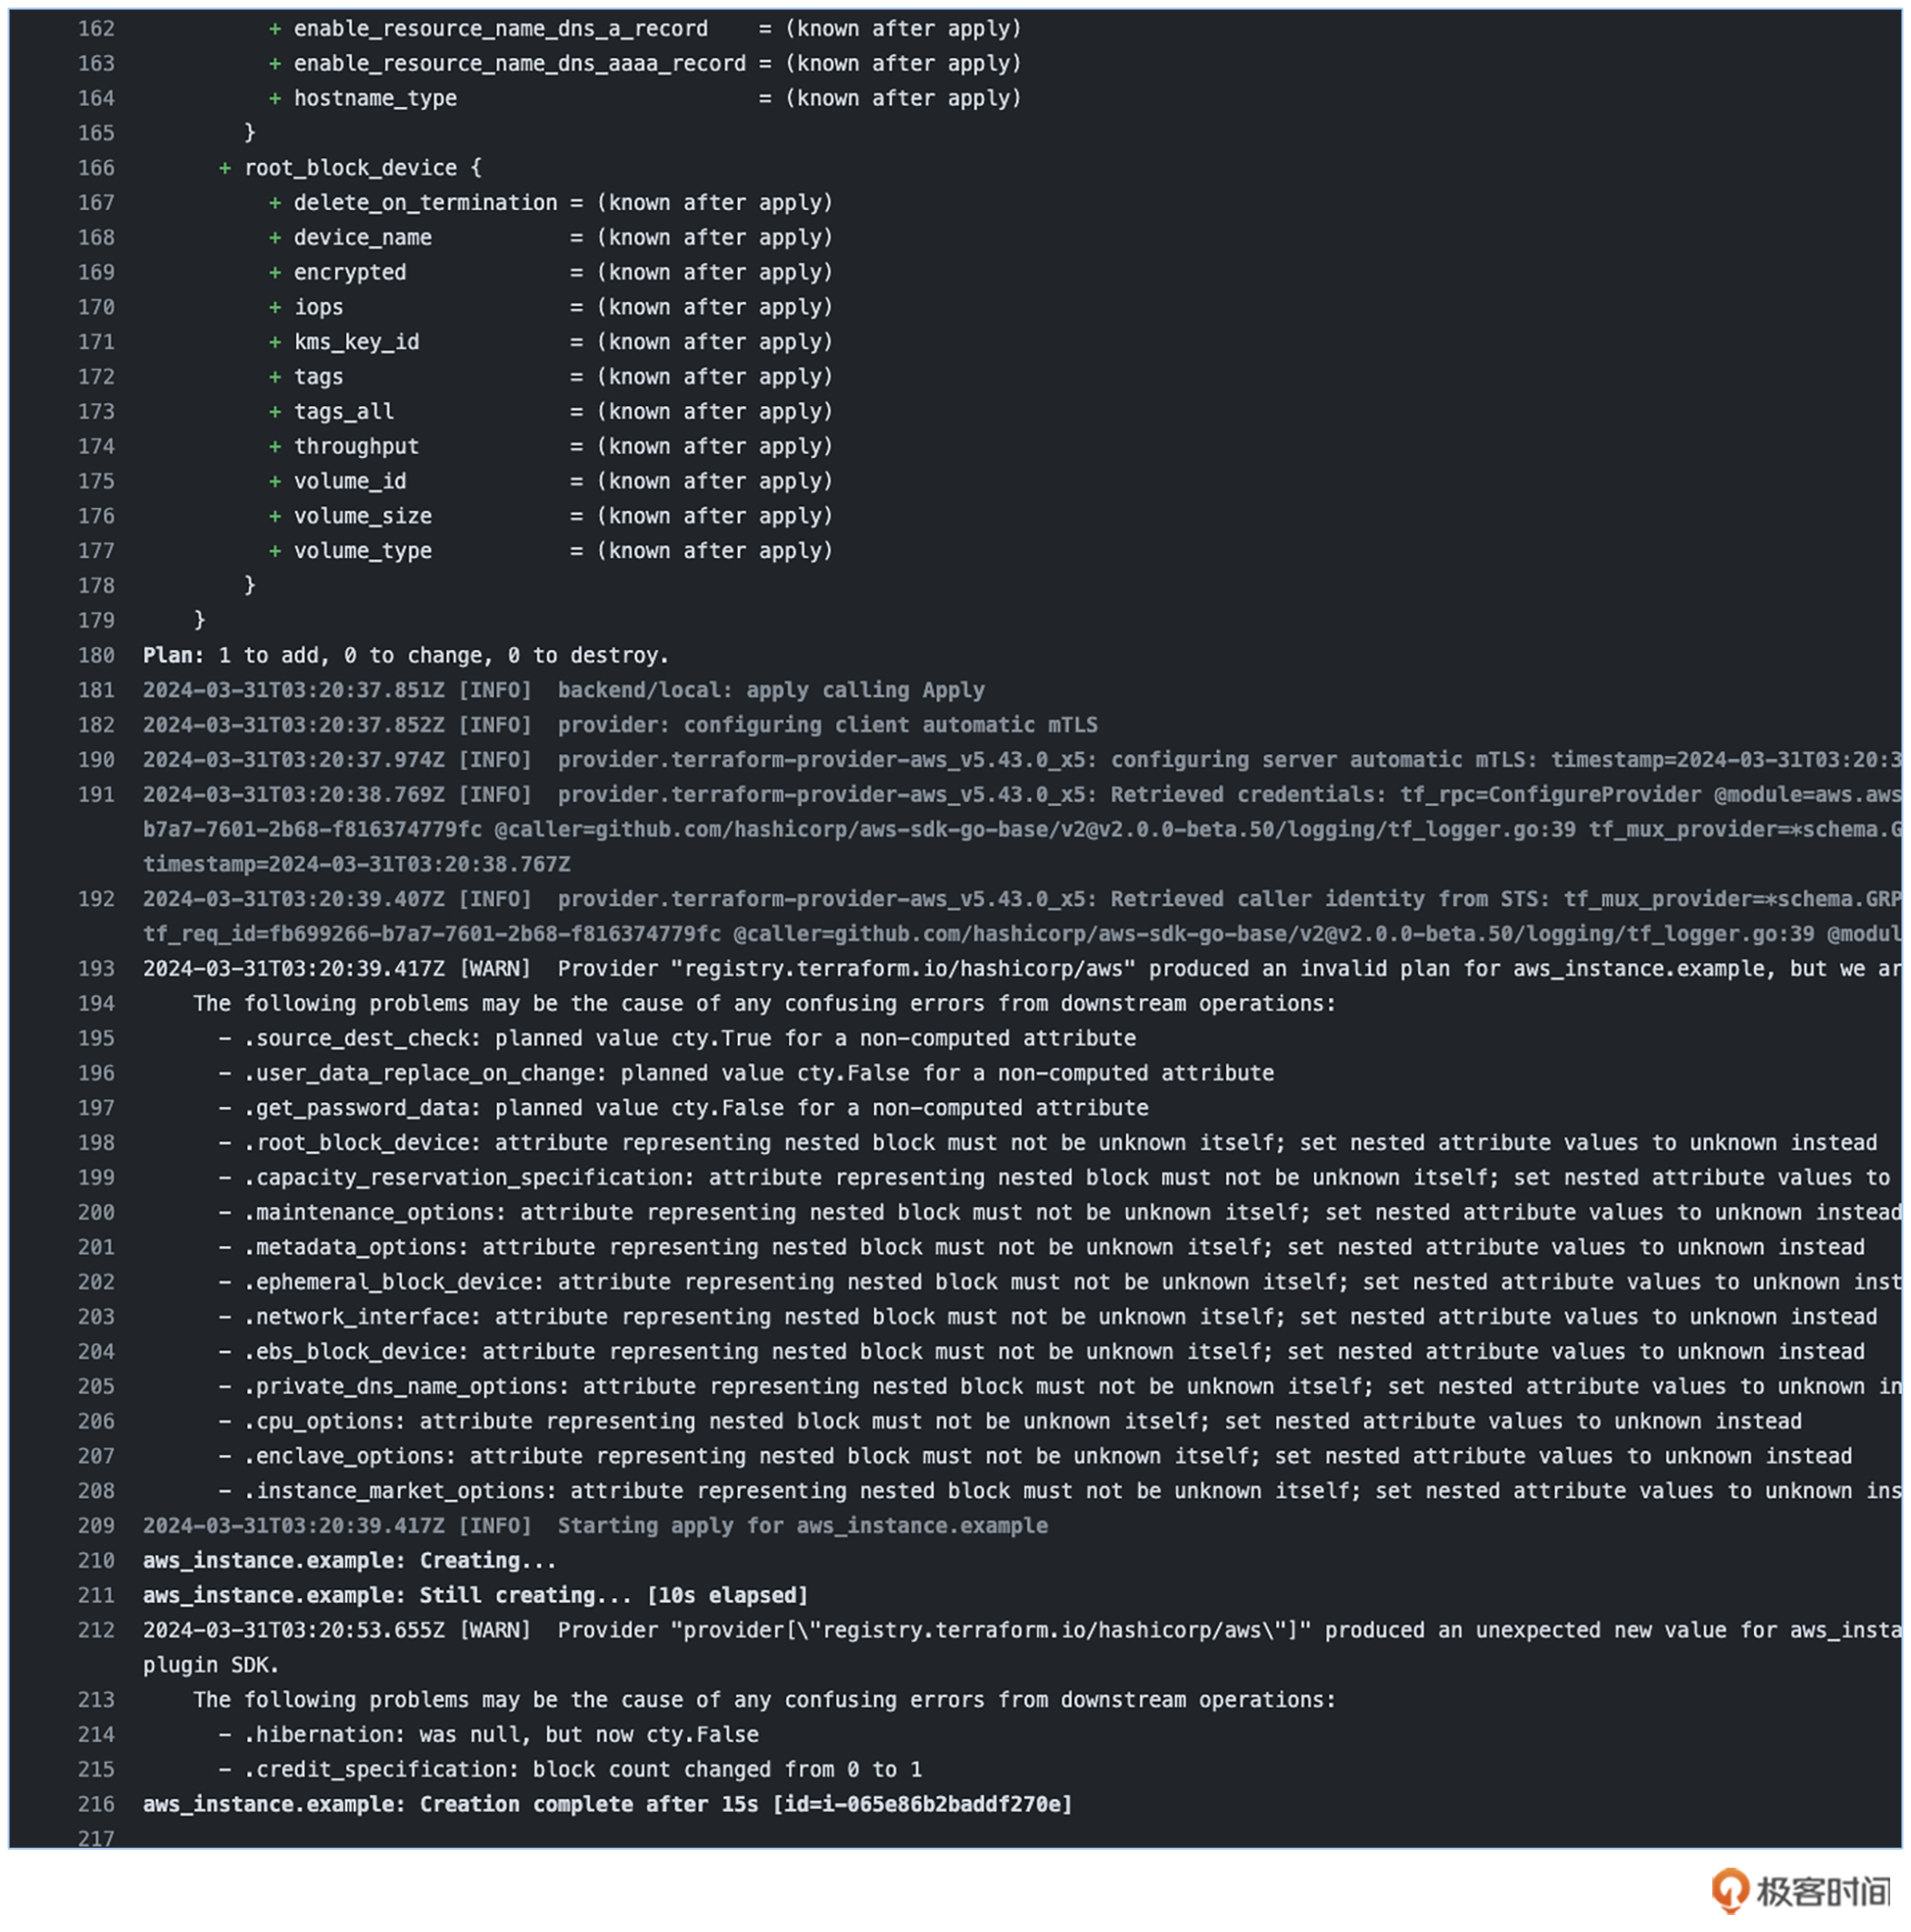 162 + enable_resource_name_dns_a_record = (known after apply)
163 + enable_resource_name_dns_aaaa_record = (known after apply)
164 + hostname_type = (known after apply)
165 }
166 + root_block_device {
167 + delete_on_termination = (known after apply)
168 + device_name = (known after apply)
169 + encrypted = (known after apply)
170 + iops = (known after apply)
171 + kms_key_id = (known after apply)
172 + tags = (known after apply)
173 + tags_all = (known after apply)
174 + throughput = (known after apply)
175 + volume_id = (known after apply)
176 + volume_size = (known after apply)
177 + volume_type = (known after apply)
178 }
179 }
180 Plan: 1 to add, 0 to change, 0 to destroy.
181 2024-03-31T03:20:37.851Z [INFO] backend/local: apply calling Apply
182 2024-03-31T03:20:37.852Z [INFO] provider: configuring client automatic mTLS
190 2024-03-31T03:20:37.974Z [INFO] provider.terraform-provider-aws_v5.43.0_x5: configuring server automatic mTLS: timestamp=2024-03-31T03:20:3
191 2024-03-31T03:20:38.769Z [INFO] provider.terraform-provider-aws_v5.43.0_x5: Retrieved credentials: tf_rpc=ConfigureProvider @module=aws.aws
b7a7-7601-2b68-f816374779fc @caller=github.com/hashicorp/aws-sdk-go-base/v2@v2.0.0-beta.50/logging/tf_logger.go:39 tf_mux_provider=*schema.G
timestamp=2024-03-31T03:20:38.767Z
192 2024-03-31T03:20:39.407Z [INFO] provider.terraform-provider-aws_v5.43.0_x5: Retrieved caller identity from STS: tf_mux_provider=*schema.GRP
tf_req_id=fb699266-b7a7-7601-2b68-f816374779fc @caller=github.com/hashicorp/aws-sdk-go-base/v2@v2.0.0-beta.50/logging/tf_logger.go:39 @modul
193 2024-03-31T03:20:39.417Z [WARN] Provider "registry.terraform.io/hashicorp/aws" produced an invalid plan for aws_instance.example, but we ar
194 The following problems may be the cause of any confusing errors from downstream operations:
195 - .source_dest_check: planned value cty.True for a non-computed attribute
196 - .user_data_replace_on_change: planned value cty.False for a non-computed attribute
197 - .get_password_data: planned value cty.False for a non-computed attribute
198 - .root_block_device: attribute representing nested block must not be unknown itself; set nested attribute values to unknown instead
199 - .capacity_reservation_specification: attribute representing nested block must not be unknown itself; set nested attribute values to
200 - .maintenance_options: attribute representing nested block must not be unknown itself; set nested attribute values to unknown instead
201 - .metadata_options: attribute representing nested block must not be unknown itself; set nested attribute values to unknown instead
202 - .ephemeral_block_device: attribute representing nested block must not be unknown itself; set nested attribute values to unknown inst
203 - .network_interface: attribute representing nested block must not be unknown itself; set nested attribute values to unknown instead
204 - .ebs_block_device: attribute representing nested block must not be unknown itself; set nested attribute values to unknown instead
205 - .private_dns_name_options: attribute representing nested block must not be unknown itself; set nested attribute values to unknown in
206 - .cpu_options: attribute representing nested block must not be unknown itself; set nested attribute values to unknown instead
207 - .enclave_options: attribute representing nested block must not be unknown itself; set nested attribute values to unknown instead
208 - .instance_market_options: attribute representing nested block must not be unknown itself; set nested attribute values to unknown ins
209 2024-03-31T03:20:39.417Z [INFO] Starting apply for aws_instance.example
210 aws_instance.example: Creating...
211 aws_instance.example: Still creating... [10s elapsed]
212 2024-03-31T03:20:53.655Z [WARN] Provider "provider[\"registry.terraform.io/hashicorp/aws\"]" produced an unexpected new value for aws_insta
plugin SDK.
213 The following problems may be the cause of any confusing errors from downstream operations:
214 - .hibernation: was null, but now cty.False
215 - .credit_specification: block count changed from 0 to 1
216 aws_instance.example: Creation complete after 15s [id=i-065e86b2baddf270e]
217
极客时间